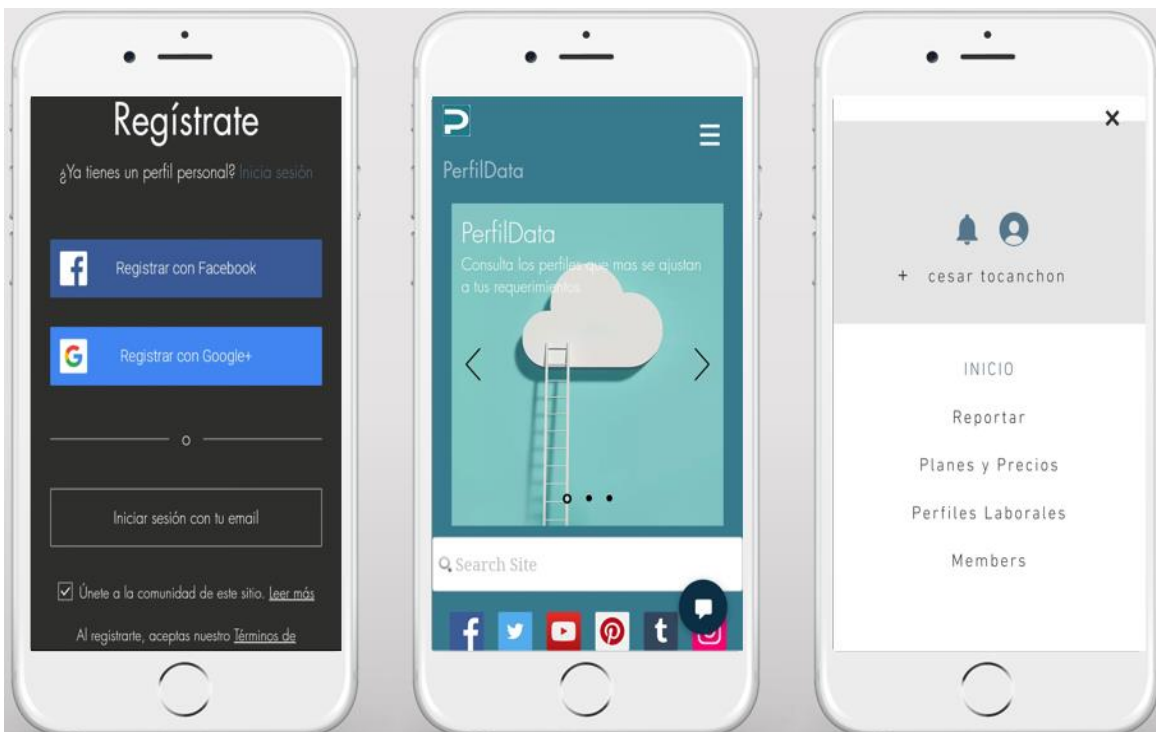 Regístrate
¿Ya tienes un perfil personal? Inicia sesión
Registrar con Facebook
Registrar con Google+
o
Iniciar sesión con tu email
Únete a la comunidad de este sitio. Leer más
Al registrarte, aceptas nuestro Términos de
PerfilData
PerfilData
Consulta los perfiles que mas se ajustan
a tus requerimientos.
Search Site
+ cesar tocanchon
INICIO
Reportar
Planes y Precios
Perfiles Laborales
Members